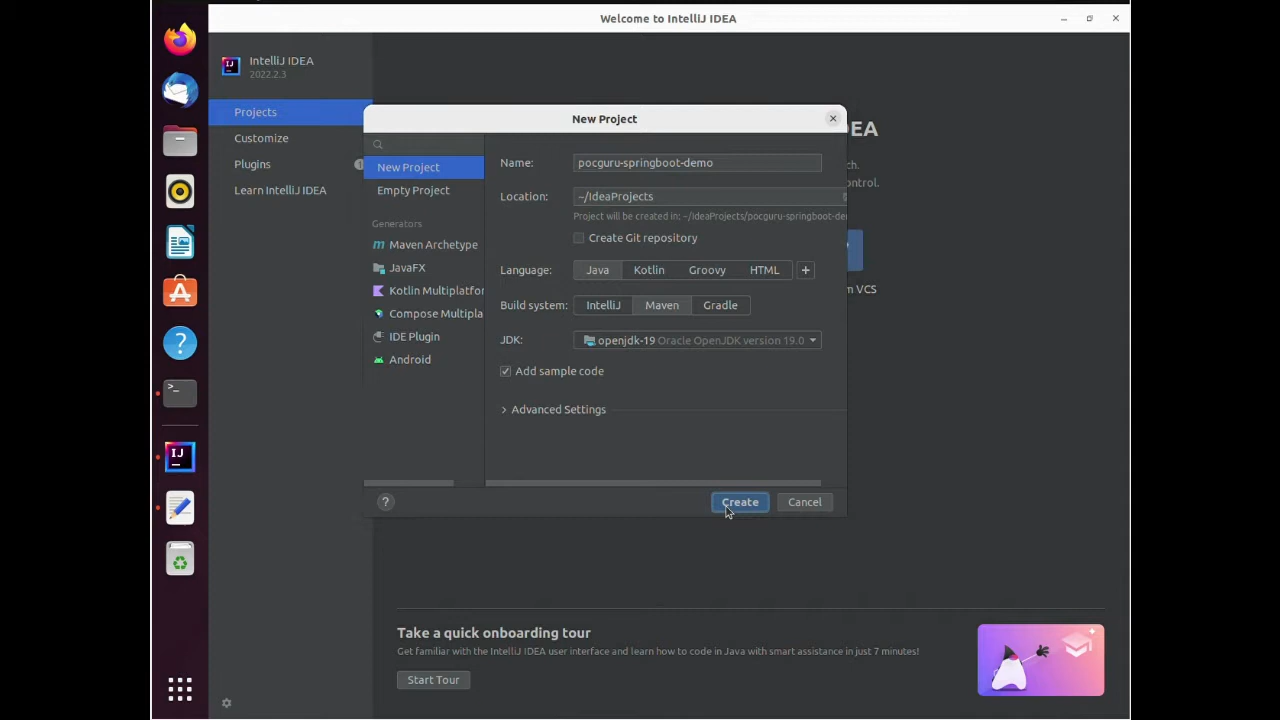 Welcome to IntelliJ IDEA
IJ
IntelliJ IDEA
2022.2.3
Projects
Customize
Plugins
1
Learn IntelliJ IDEA
New Project
New Project
Empty Project
Generators
Maven Archetype
JavaFX
Kotlin Multiplatfor
Compose Multipla
IDE Plugin
Android
Name:
pocguru-springboot-demo
Location:
~/IdeaProjects
Project will be created in: ~/IdeaProjects/pocguru-springboot-de
Create Git repository
Language:
Java
Kotlin
Groovy
HTML
+
Build system:
IntelliJ
Maven
Gradle
JDK:
openjdk-19 Oracle OpenJDK version 19.0
Add sample code
Advanced Settings
?
Create
Cancel
DEA
ch.
ontrol.
m VCS
?
>_
IJ
Take a quick onboarding tour
Get familiar with the IntelliJ IDEA user interface and learn how to code in Java with smart assistance in just 7 minutes!
Start Tour